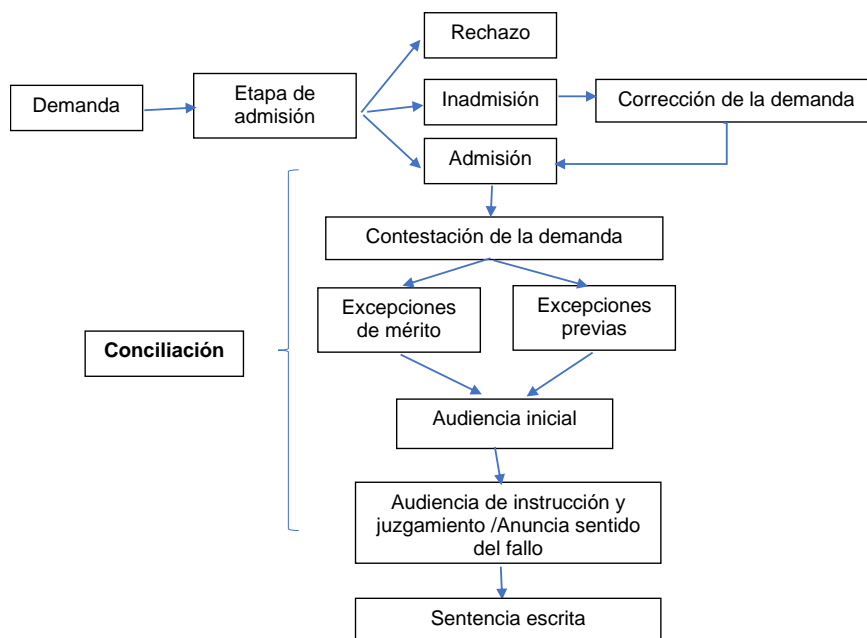 Rechazo
Demanda
Etapa de
admisión
Inadmisión
Corrección de la demanda
Admisión
Contestación de la demanda
Excepciones
de mérito
Excepciones
previas
Conciliación
Audiencia inicial
Audiencia de instrucción y
juzgamiento /Anuncia sentido
del fallo
Sentencia escrita